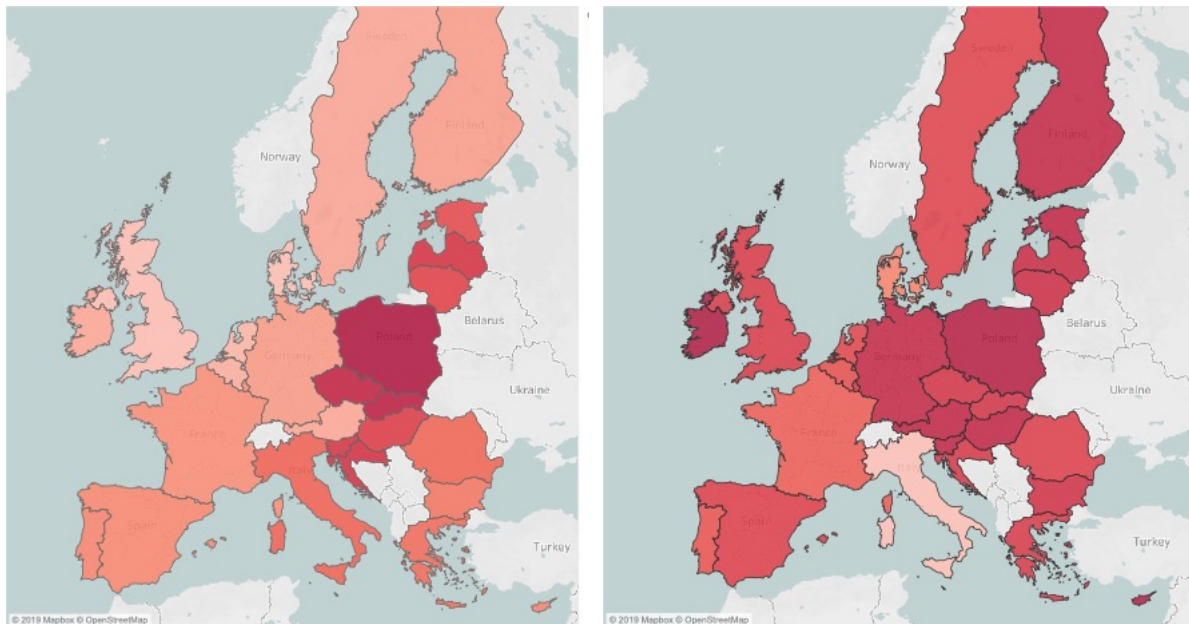 Sweden
Finland
Norway
Belarus
Poland
Germany
Ukraine
France
Italy
Spain
Turkey
© 2019 Mapbox © OpenStreetMap
Sweden
Finland
Norway
Belarus
Poland
Germany
Ukraine
France
Italy
Spain
Turkey
© 2019 Mapbox © OpenStreetMap